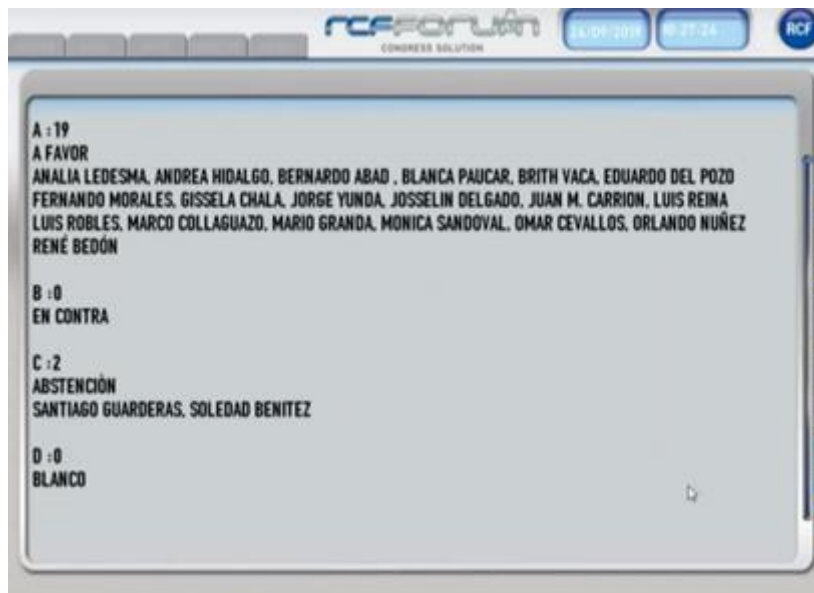 RCF FORUM
CONGRESS SOLUTION
RCF
A : 19
A FAVOR
ANALIA LEDESMA, ANDREA HIDALGO, BERNARDO ABAD , BLANCA PAUCAR, BRITH VACA, EDUARDO DEL POZO
FERNANDO MORALES, GISSELA CHALA, JORGE YUNDA, JOSSELIN DELGADO, JUAN M. CARRION, LUIS REINA
LUIS ROBLES, MARCO COLLAGUAZO, MARIO GRANDA, MONICA SANDOVAL, OMAR CEVALLOS, ORLANDO NUÑEZ
RENÉ BEDÓN
B :0
EN CONTRA
C :2
ABSTENCIÓN
SANTIAGO GUARDERAS, SOLEDAD BENITEZ
D :0
BLANCO